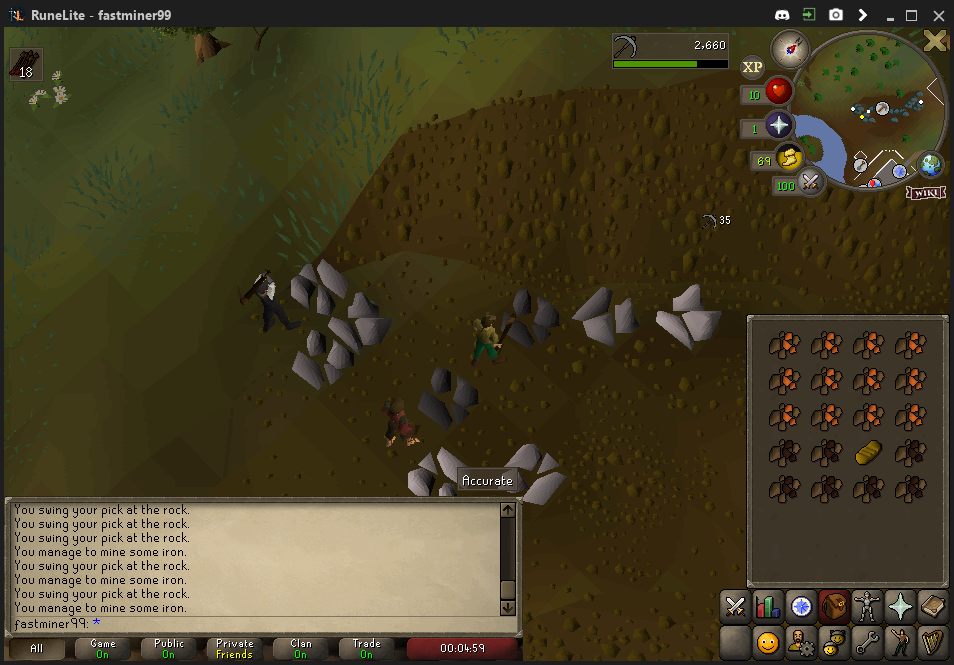 RuneLite - fastminer99
18
2,660
XP
10
1
69
100
WIKI
35
Accurate
You swing your pick at the rock.
You swing your pick at the rock.
You swing your pick at the rock.
You manage to mine some iron.
You swing your pick at the rock.
You manage to mine some iron.
You swing your pick at the rock.
You manage to mine some iron.
fastminer99: *
All
Game
On
Public
On
Private
Friends
Clan
On
Trade
On
00:04:59